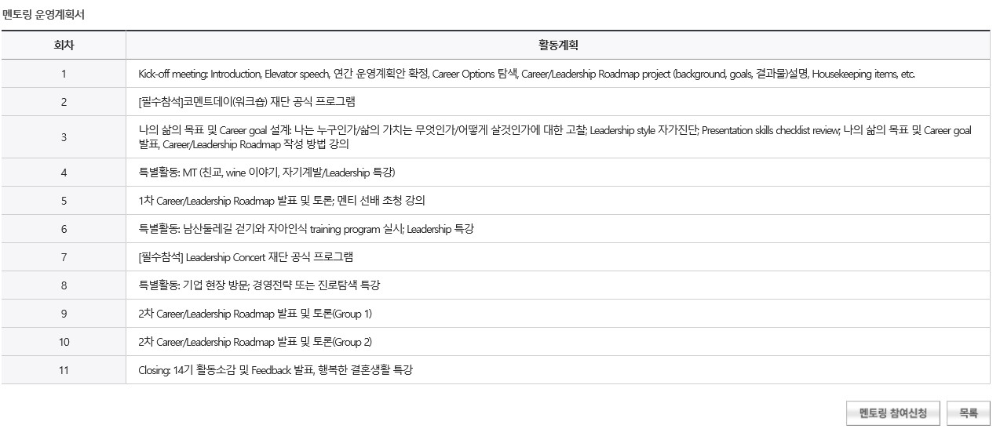 멘토링 운영계획서
회차 활동계획
1 Kick-off meeting: Introduction, Elevator speech, 연간 운영계획안 확정, Career Options 탐색, Career/Leadership Roadmap project (background, goals, 결과물)설명, Housekeeping items, etc.
2 [필수참석]코멘트데이(워크숍) 재단 공식 프로그램
3 나의 삶의 목표 및 Career goal 설계: 나는 누구인가/삶의 가치는 무엇인가/어떻게 살것인가에 대한 고찰; Leadership style 자가진단; Presentation skills checklist review; 나의 삶의 목표 및 Career goal
발표, Career/Leadership Roadmap 작성 방법 강의
4 특별활동: MT (친교, wine 이야기, 자기계발/Leadership 특강)
5 1차 Career/Leadership Roadmap 발표 및 토론; 멘티 선배 초청 강의
6 특별활동: 남산둘레길 걷기와 자아인식 training program 실시; Leadership 특강
7 [필수참석] Leadership Concert 재단 공식 프로그램
8 특별활동: 기업 현장 방문; 경영전략 또는 진로탐색 특강
9 2차 Career/Leadership Roadmap 발표 및 토론(Group 1)
10 2차 Career/Leadership Roadmap 발표 및 토론(Group 2)
11 Closing: 14기 활동소감 및 Feedback 발표, 행복한 결혼생활 특강
멘토링 참여신청 목록